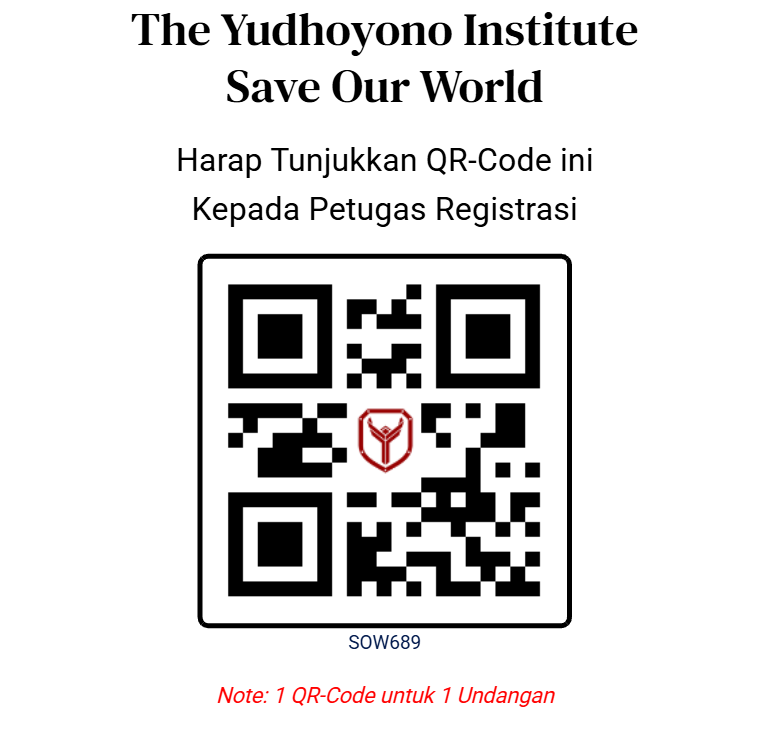 The Yudhoyono Institute
Save Our World
Harap Tunjukkan QR-Code ini
Kepada Petugas Registrasi
SOW689
Note: 1 QR-Code untuk 1 Undangan